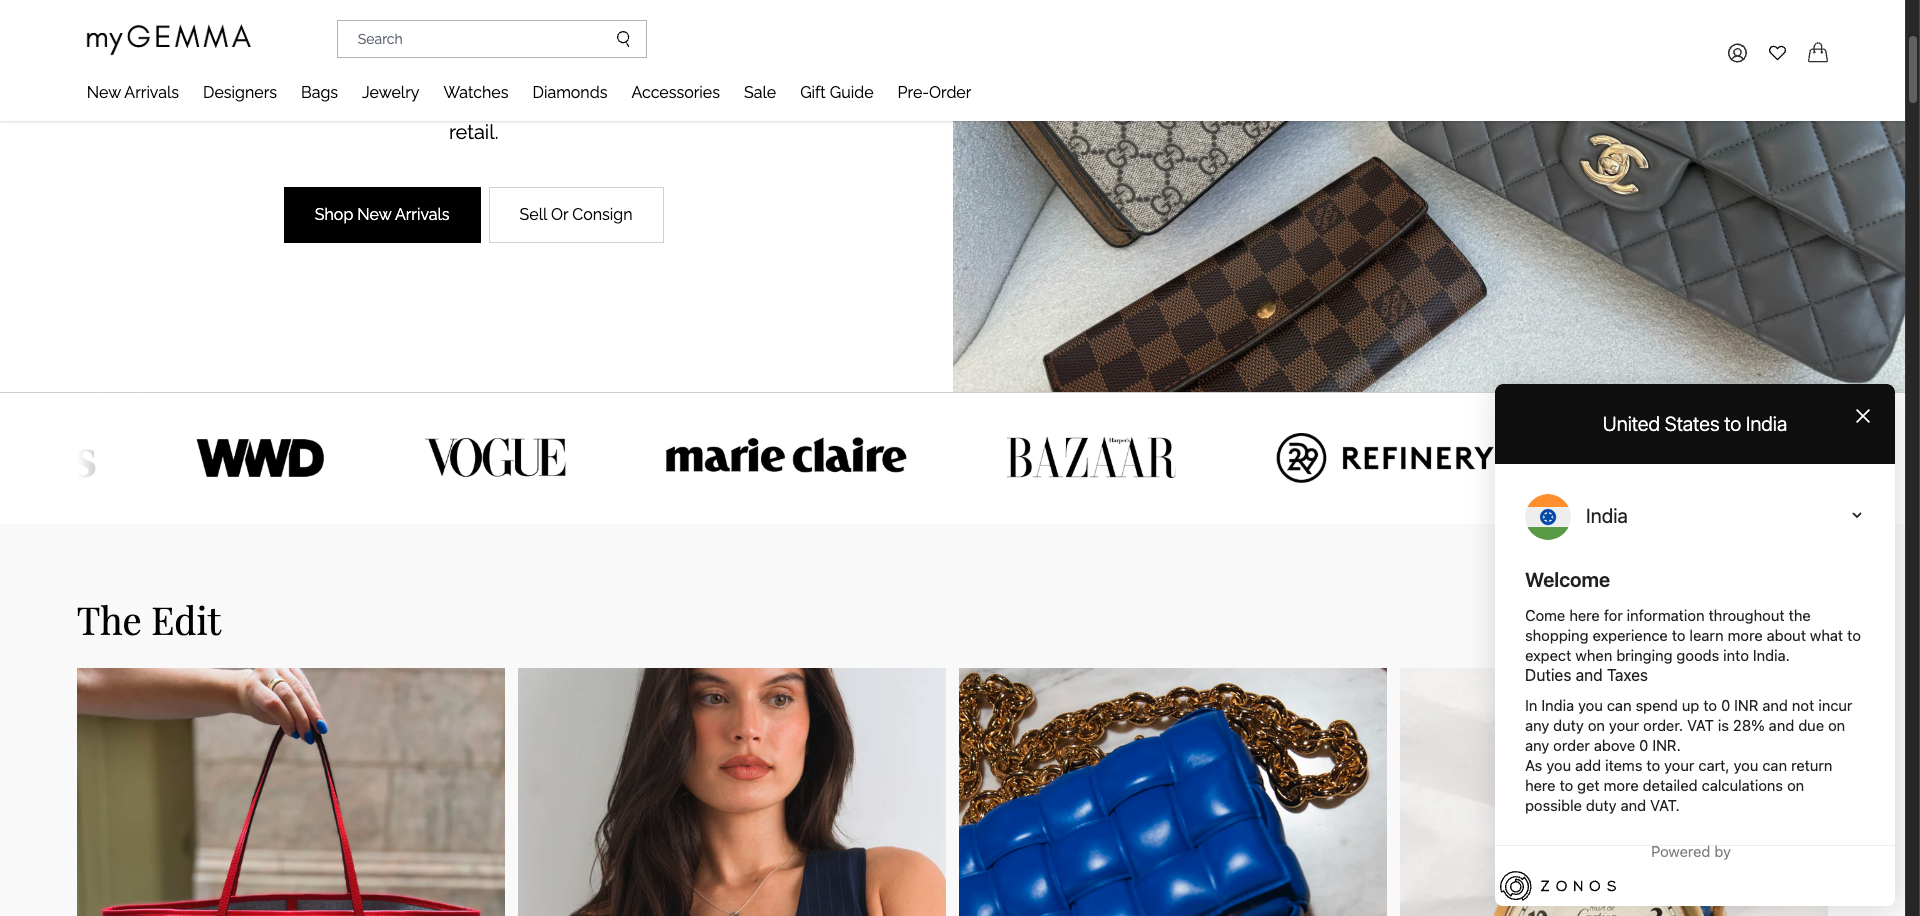 myGEMMA
Search
New Arrivals Designers Bags Jewelry Watches Diamonds Accessories Sale Gift Guide Pre-Order
retail.
Shop New Arrivals Sell Or Consign
s WWD VOGUE marie claire Harper's BAZAAR R29 REFINERY
United States to India
India
Welcome
Come here for information throughout the
shopping experience to learn more about what to
expect when bringing goods into India.
Duties and Taxes
In India you can spend up to 0 INR and not incur
any duty on your order. VAT is 28% and due on
any order above 0 INR.
As you add items to your cart, you can return
here to get more detailed calculations on
possible duty and VAT.
Powered by
ZONOS
The Edit
must de
Cartier